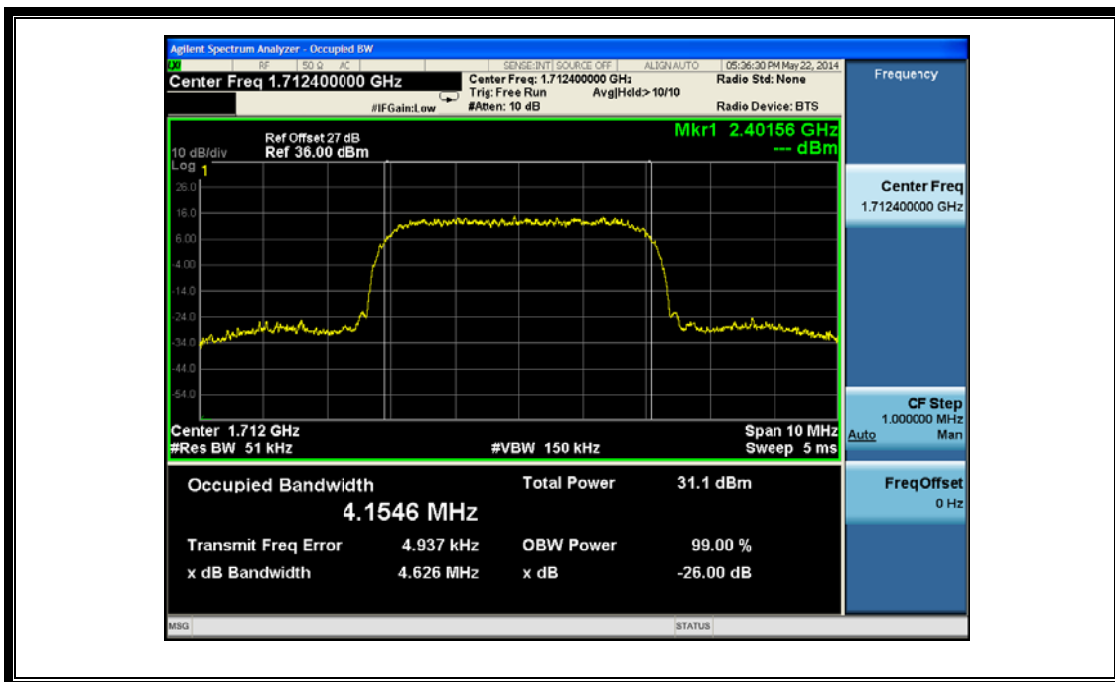 Agilent Spectrum Analyzer - Occupied BW
LXI RF 50 Ω AC SENSE:INT SOURCE OFF ALIGN AUTO 05:36:30 PM May 22, 2014
Center Freq 1.712400000 GHz
Center Freq: 1.712400000 GHz
Radio Std: None
Trig: Free Run Avg|Hold:> 10/10
#IFGain:Low #Atten: 10 dB Radio Device: BTS
Mkr1 2.40156 GHz
--- dBm
Ref Offset 27 dB
10 dB/div Ref 36.00 dBm
Log
1
26.0
16.0
6.00
-4.00
-14.0
-24.0
-34.0
-44.0
-54.0
Center 1.712 GHz Span 10 MHz
#Res BW 51 kHz #VBW 150 kHz Sweep 5 ms
Occupied Bandwidth Total Power 31.1 dBm
4.1546 MHz
Transmit Freq Error 4.937 kHz OBW Power 99.00 %
x dB Bandwidth 4.626 MHz x dB -26.00 dB
MSG STATUS
Frequency
Center Freq
1.712400000 GHz
CF Step
1.000000 MHz
Auto Man
FreqOffset
0 Hz